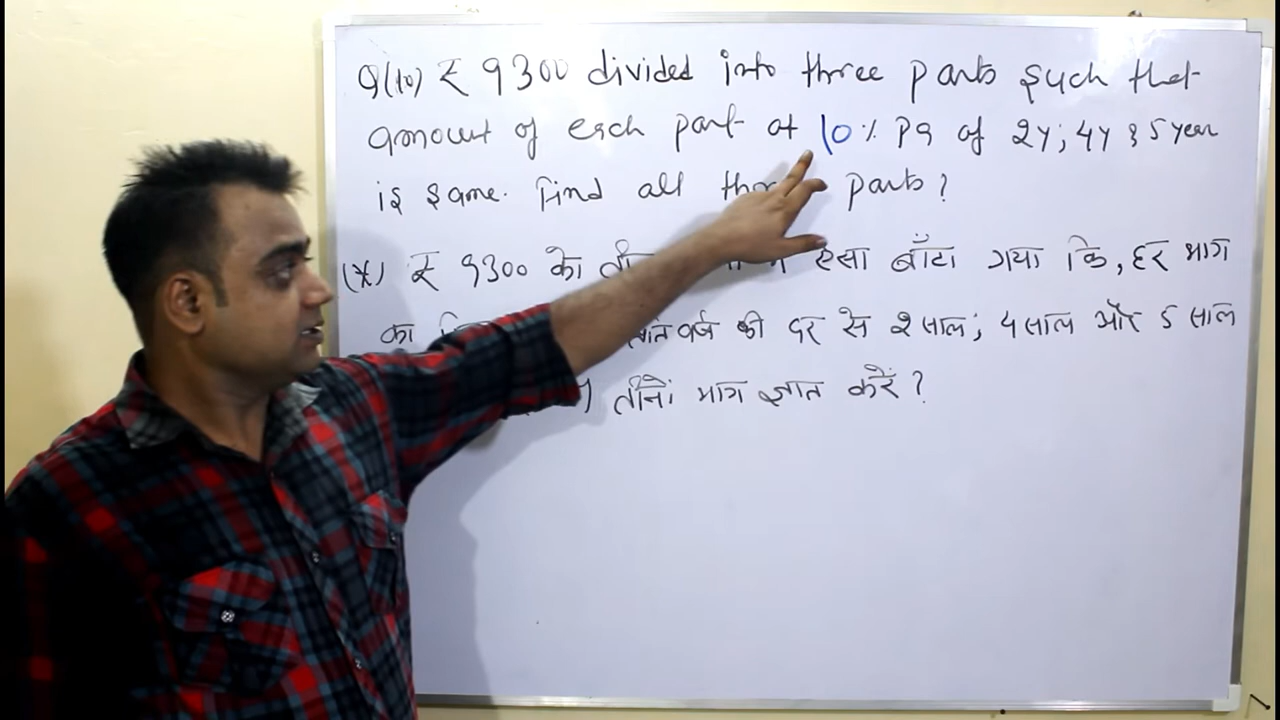 Q(10) ₹ 9300 divided into three parts such that
amount of each part at 10% pa of 2y; 4y & 5 year
is same. Find all parts?
(*) ₹ 9300 को ऐसा बाँटा गया कि, हर भाग
का वर्ज की दर से 2 साल; 4 साल और 5 साल
तीनों भाग ज्ञात करें?